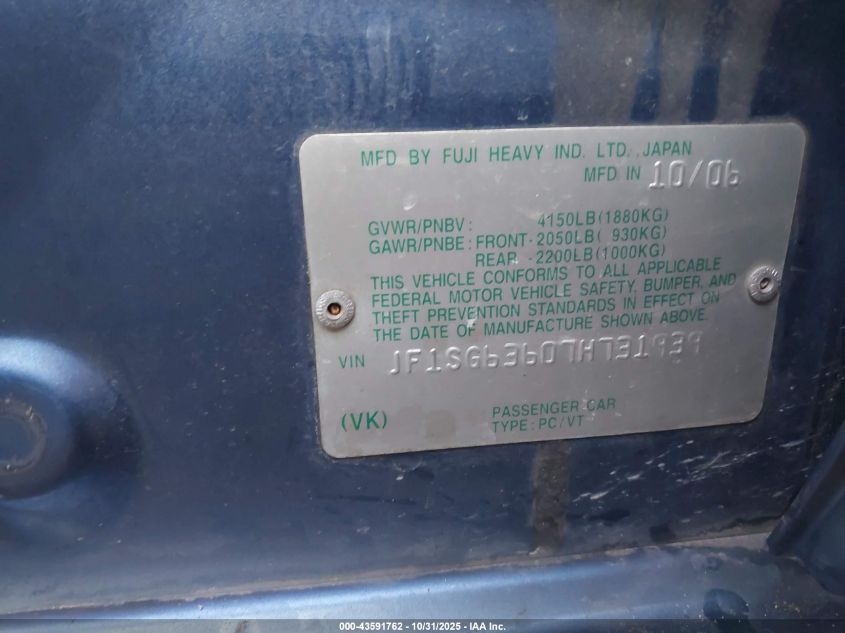 MFD BY FUJI HEAVY IND. LTD., JAPAN
MFD IN 10/06
GVWR/PNBV: 4150LB(1880KG)
GAWR/PNBE: FRONT-2050LB( 930KG)
REAR -2200LB(1000KG)
THIS VEHICLE CONFORMS TO ALL APPLICABLE
FEDERAL MOTOR VEHICLE SAFETY, BUMPER, AND
THEFT PREVENTION STANDARDS IN EFFECT ON
THE DATE OF MANUFACTURE SHOWN ABOVE.
VIN JF1SG63607H731939
(VK) PASSENGER CAR
TYPE: PC/VT
000-43591762 - 10/31/2025 - IAA Inc.